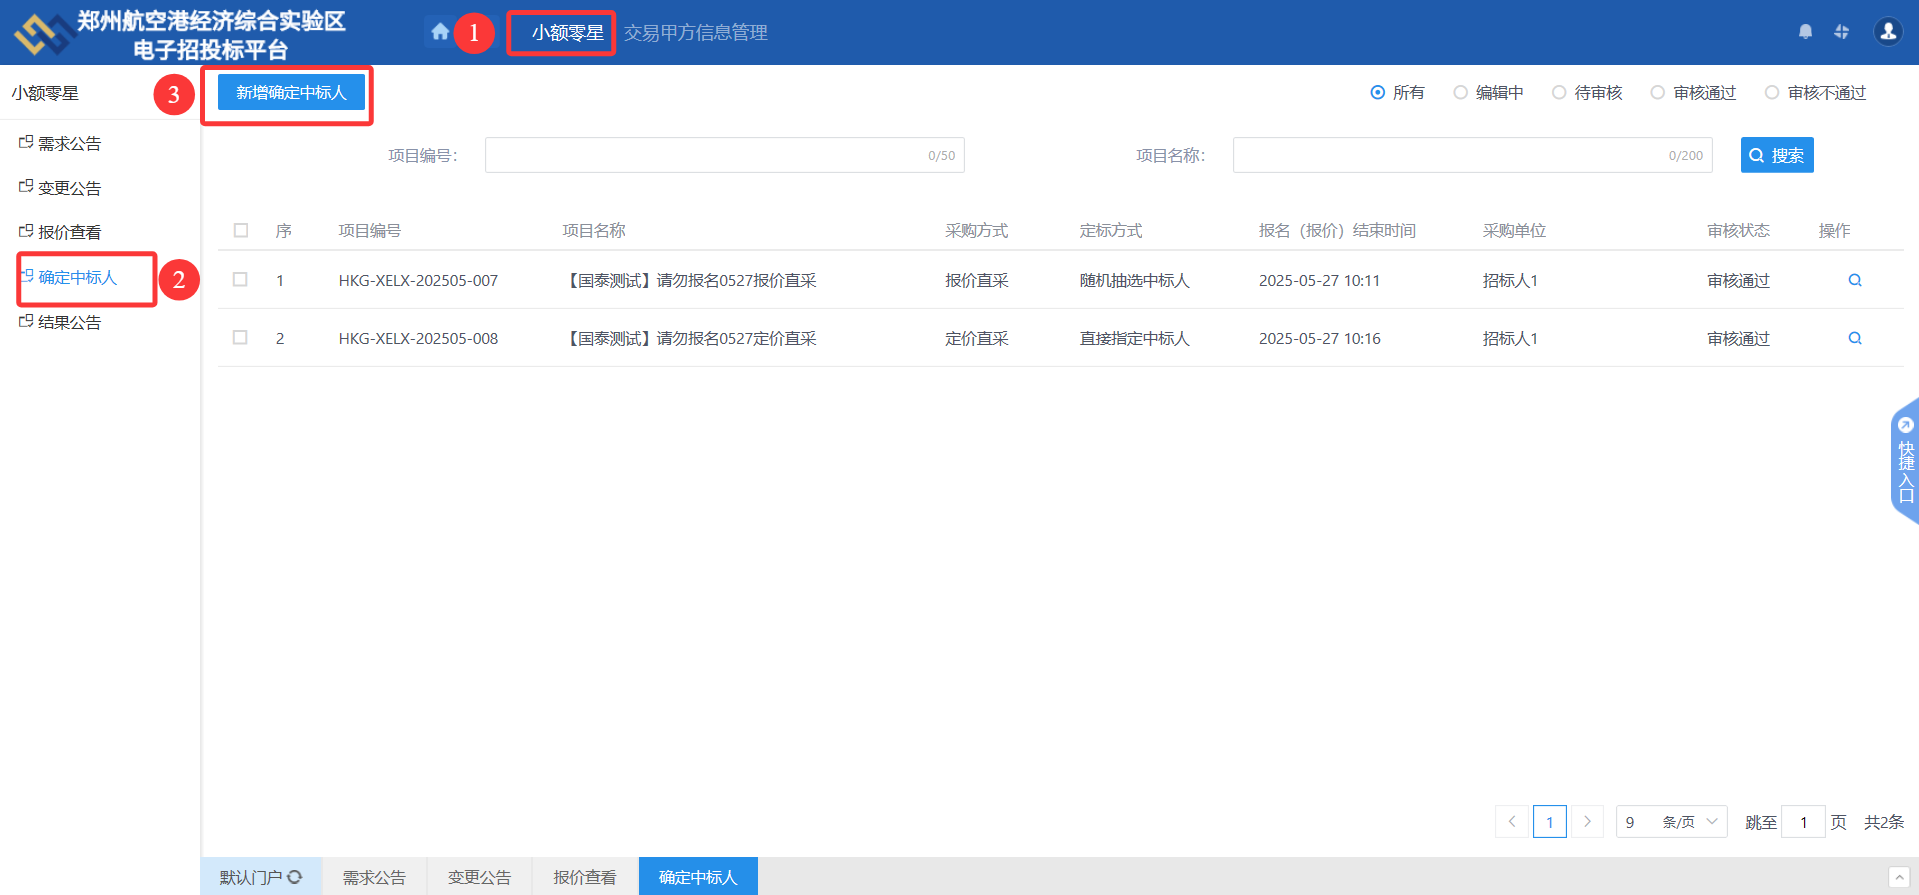 郑州航空港经济综合实验区
电子招投标平台
1 小额零星 交易甲方信息管理
小额零星
3 新增确定中标人
所有 编辑中 待审核 审核通过 审核不通过
需求公告
变更公告
报价查看
确定中标人 2
结果公告
项目编号： 0/50 项目名称： 0/200 搜索
序 项目编号 项目名称 采购方式 定标方式 报名（报价）结束时间 采购单位 审核状态 操作
1 HKG-XELX-202505-007 【国泰测试】请勿报名0527报价直采 报价直采 随机抽选中标人 2025-05-27 10:11 招标人1 审核通过
2 HKG-XELX-202505-008 【国泰测试】请勿报名0527定价直采 定价直采 直接指定中标人 2025-05-27 10:16 招标人1 审核通过
快捷入口
1 9 条/页 跳至 1 页 共2条
默认门户 需求公告 变更公告 报价查看 确定中标人